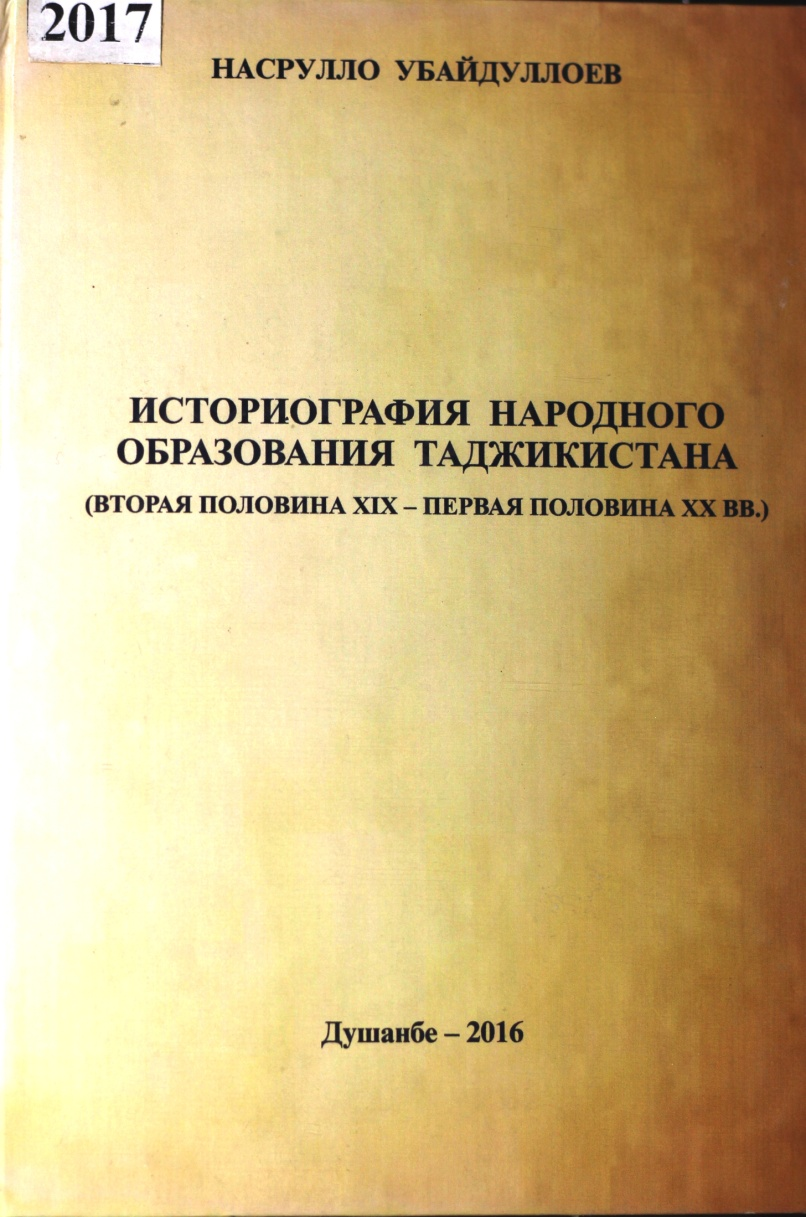 2017
НАСРУЛЛО УБАЙДУЛЛОЕВ
ИСТОРИОГРАФИЯ НАРОДНОГО
ОБРАЗОВАНИЯ ТАДЖИКИСТАНА
(ВТОРАЯ ПОЛОВИНА XIX – ПЕРВАЯ ПОЛОВИНА XX ВВ.)
Душанбе – 2016